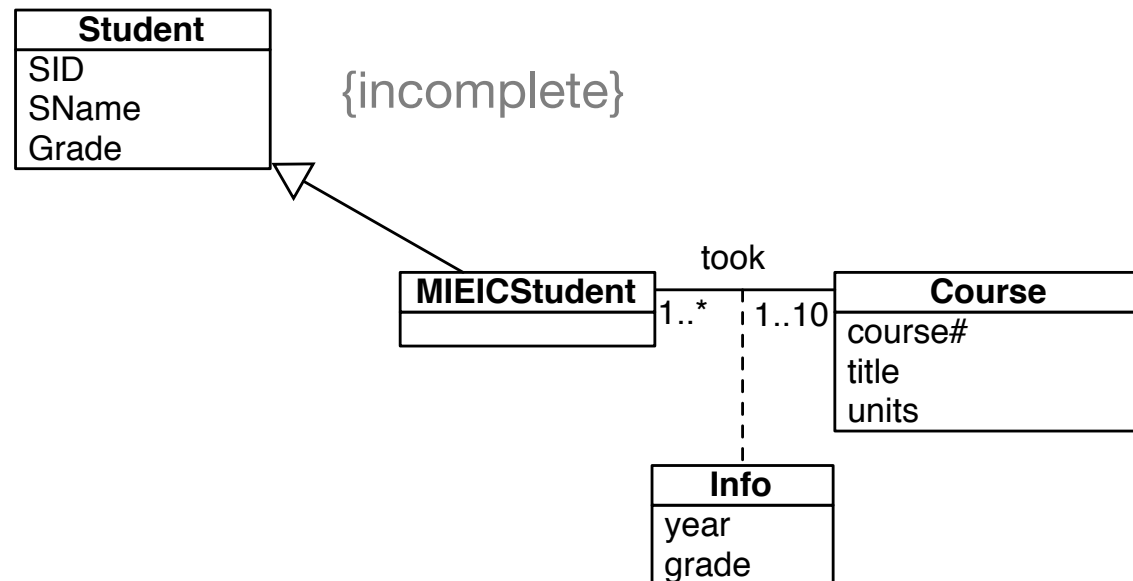 Student
SID
SName
Grade
{incomplete}
took
MIEICStudent
1..*
1..10
Course
course#
title
units
Info
year
grade